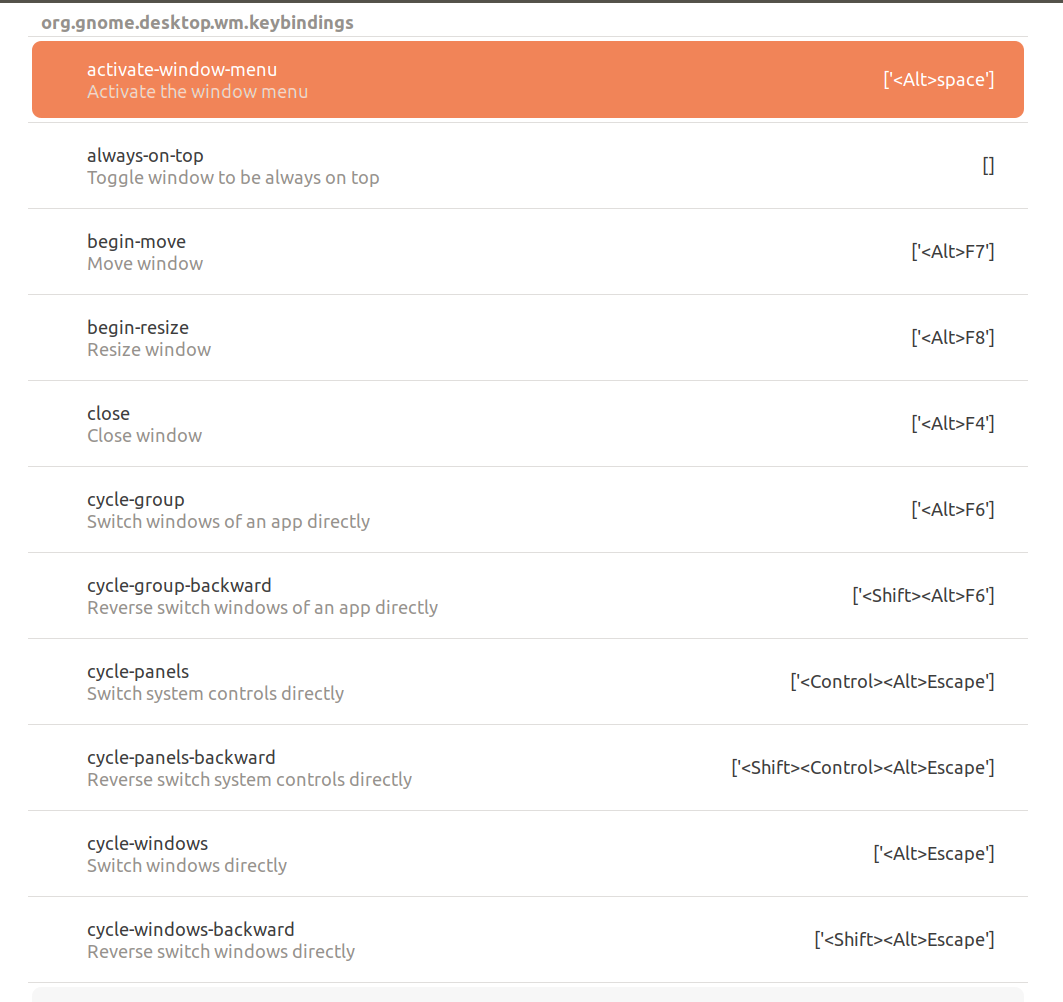 org.gnome.desktop.wm.keybindings
activate-window-menu
Activate the window menu
['<Alt>space']
always-on-top
Toggle window to be always on top
[]
begin-move
Move window
['<Alt>F7']
begin-resize
Resize window
['<Alt>F8']
close
Close window
['<Alt>F4']
cycle-group
Switch windows of an app directly
['<Alt>F6']
cycle-group-backward
Reverse switch windows of an app directly
['<Shift><Alt>F6']
cycle-panels
Switch system controls directly
['<Control><Alt>Escape']
cycle-panels-backward
Reverse switch system controls directly
['<Shift><Control><Alt>Escape']
cycle-windows
Switch windows directly
['<Alt>Escape']
cycle-windows-backward
Reverse switch windows directly
['<Shift><Alt>Escape']